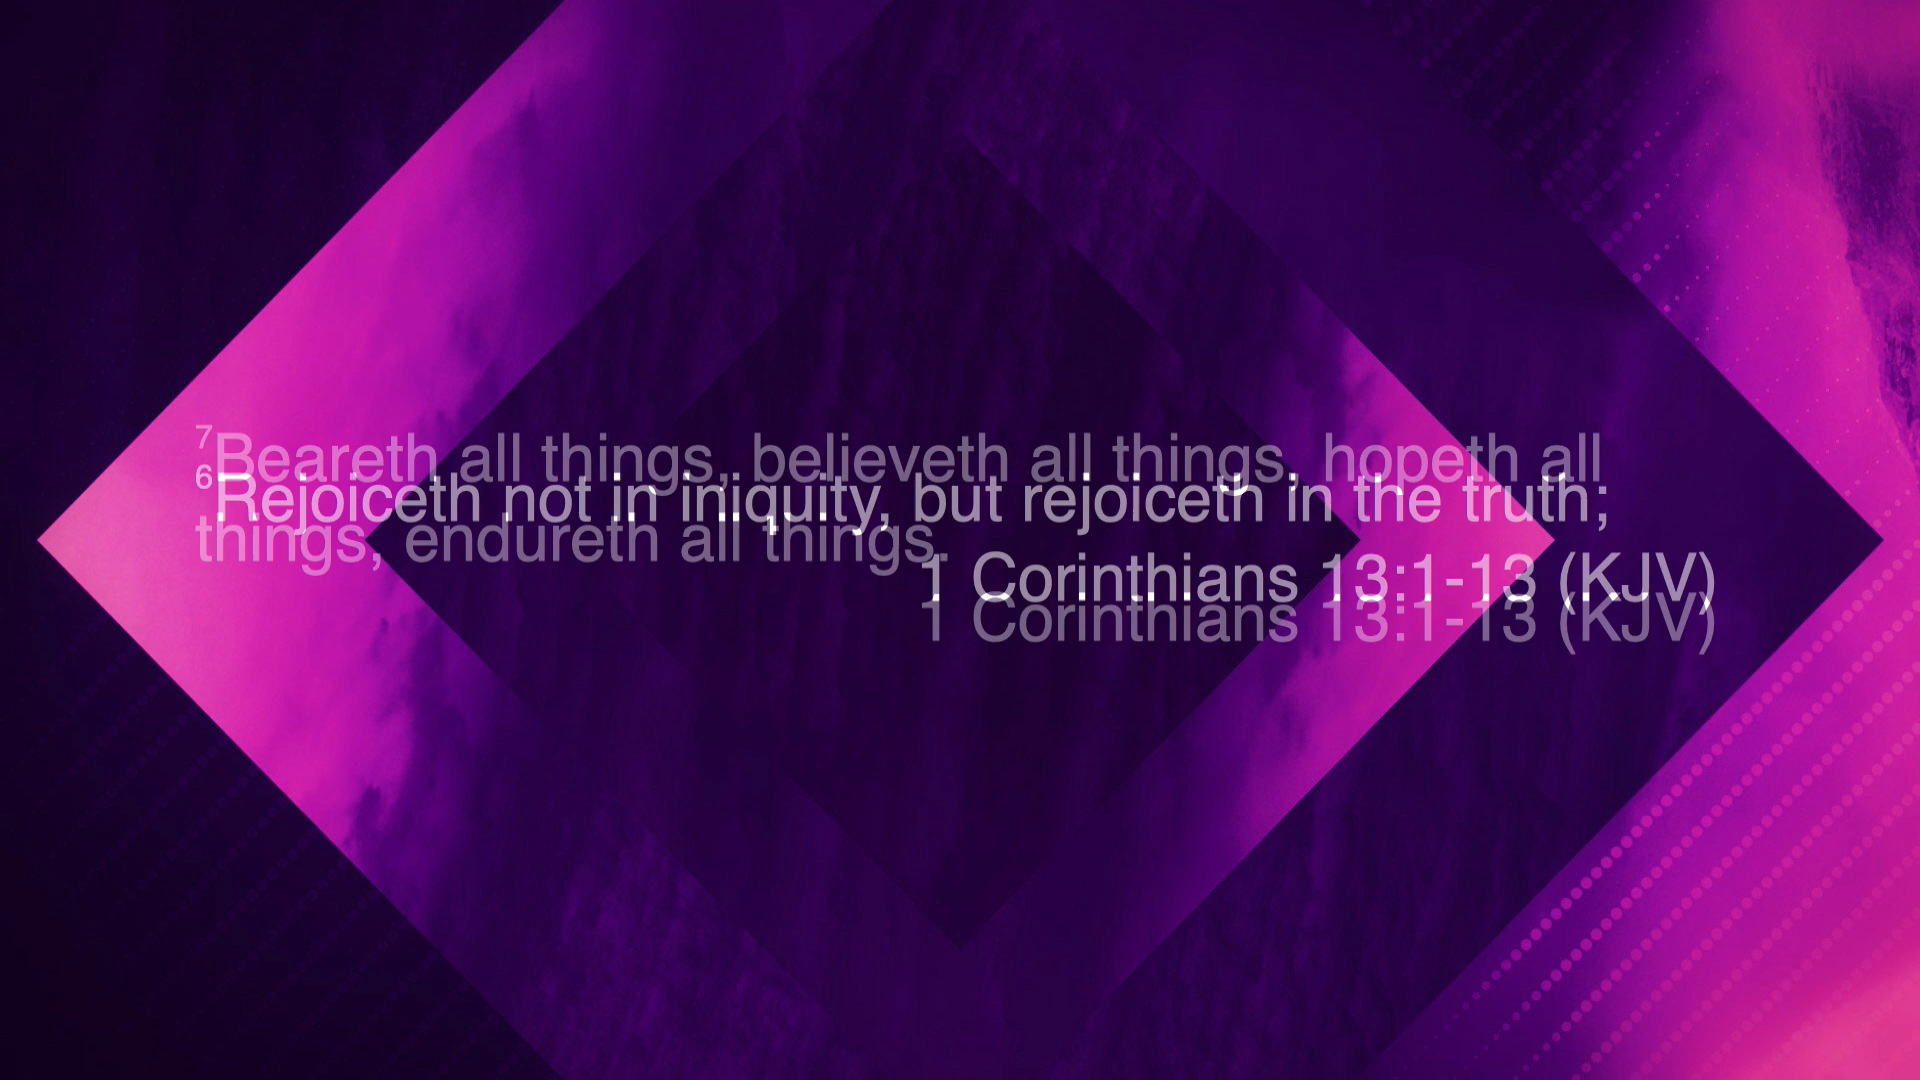 7Beareth all things, believeth all things, hopeth all
things, endureth all things.
1 Corinthians 13:1-13 (KJV)
6Rejoiceth not in iniquity, but rejoiceth in the truth;
1 Corinthians 13:1-13 (KJV)